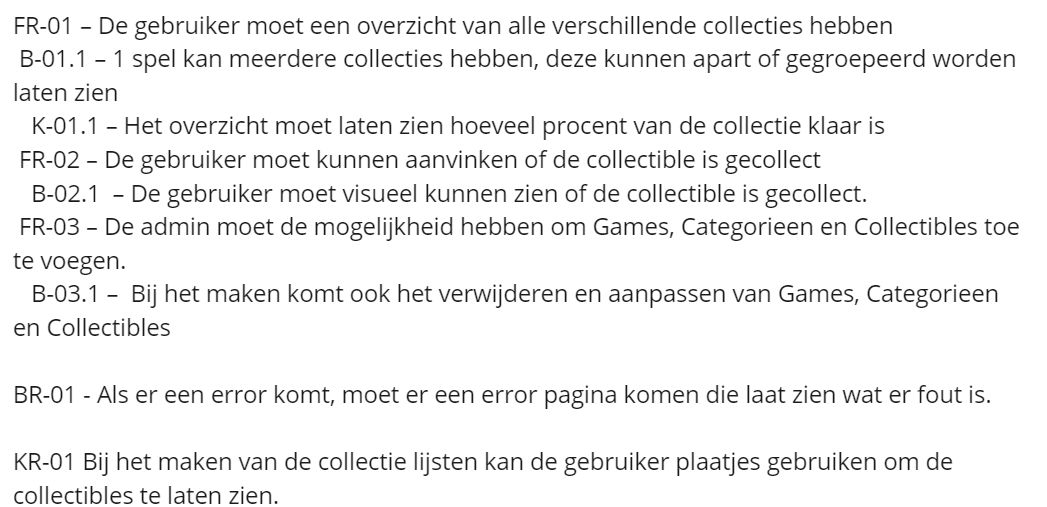 FR-01 – De gebruiker moet een overzicht van alle verschillende collecties hebben
B-01.1 – 1 spel kan meerdere collecties hebben, deze kunnen apart of gegroepeerd worden
laten zien
K-01.1 – Het overzicht moet laten zien hoeveel procent van de collectie klaar is
FR-02 – De gebruiker moet kunnen aanvinken of de collectible is gecollect
B-02.1 – De gebruiker moet visueel kunnen zien of de collectible is gecollect.
FR-03 – De admin moet de mogelijkheid hebben om Games, Categorieen en Collectibles toe
te voegen.
B-03.1 – Bij het maken komt ook het verwijderen en aanpassen van Games, Categorieen
en Collectibles
BR-01 - Als er een error komt, moet er een error pagina komen die laat zien wat er fout is.
KR-01 Bij het maken van de collectie lijsten kan de gebruiker plaatjes gebruiken om de
collectibles te laten zien.